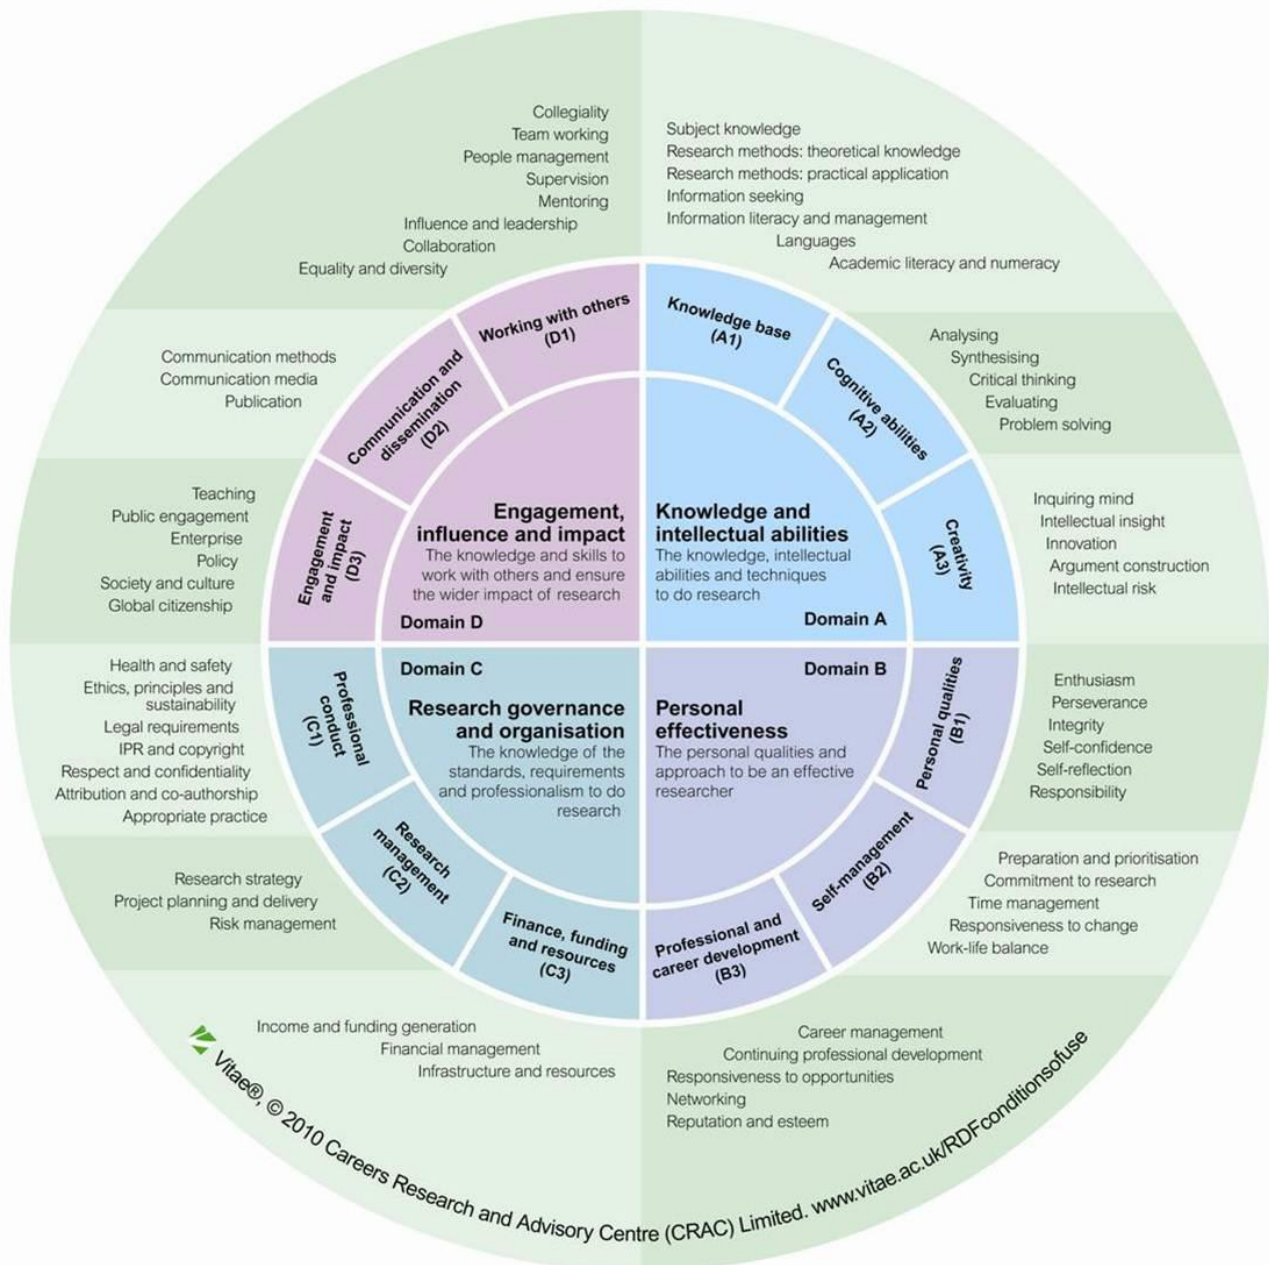 Collegiality
Team working
People management
Supervision
Mentoring
Influence and leadership
Collaboration
Equality and diversity
Subject knowledge
Research methods: theoretical knowledge
Research methods: practical application
Information seeking
Information literacy and management
Languages
Academic literacy and numeracy
Working with others
(D1)
Knowledge base
(A1)
Communication methods
Communication media
Publication
Communication and
dissemination
(D2)
Cognitive abilities
(A2)
Analysing
Synthesising
Critical thinking
Evaluating
Problem solving
Teaching
Public engagement
Enterprise
Policy
Society and culture
Global citizenship
Engagement
and impact
(D3)
Engagement,
influence and impact
The knowledge and skills to
work with others and ensure
the wider impact of research
Domain D
Knowledge and
intellectual abilities
The knowledge, intellectual
abilities and techniques
to do research
Domain A
Creativity
(A3)
Inquiring mind
Intellectual insight
Innovation
Argument construction
Intellectual risk
Health and safety
Ethics, principles and
sustainability
Legal requirements
IPR and copyright
Respect and confidentiality
Attribution and co-authorship
Appropriate practice
Professional
conduct
(C1)
Domain C
Research governance
and organisation
The knowledge of the
standards, requirements
and professionalism to do
research
Domain B
Personal
effectiveness
The personal qualities and
approach to be an effective
researcher
Personal qualities
(B1)
Enthusiasm
Perseverance
Integrity
Self-confidence
Self-reflection
Responsibility
Research strategy
Project planning and delivery
Risk management
Research
management
(C2)
Self-management
(B2)
Preparation and prioritisation
Commitment to research
Time management
Responsiveness to change
Work-life balance
Finance, funding
and resources
(C3)
Professional and
career development
(B3)
Income and funding generation
Financial management
Infrastructure and resources
Career management
Continuing professional development
Responsiveness to opportunities
Networking
Reputation and esteem
Vitae®, © 2010 Careers Research and Advisory Centre (CRAC) Limited. www.vitae.ac.uk/RDFconditionsofuse